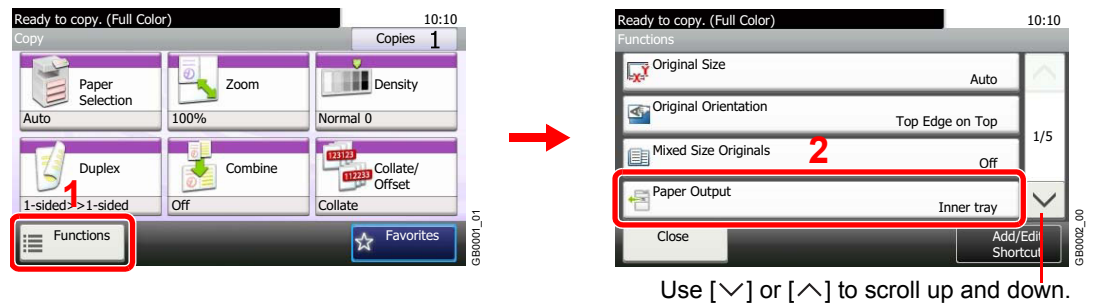 Ready to copy. (Full Color) 10:10
Copy Copies 1
Paper Selection
Auto
Zoom
100%
Density
Normal 0
Duplex
1-sided>>1-sided
Combine
Off
123123
112233
Collate/
Offset
Collate
1
Functions
Favorites
GB0001_01
Ready to copy. (Full Color) 10:10
Functions
Original Size
Auto
Original Orientation
Top Edge on Top
Mixed Size Originals
Off
2
Paper Output
Inner tray
1/5
Close
Add/Edit
Shortcut
GB0002_00
Use [∨] or [∧] to scroll up and down.